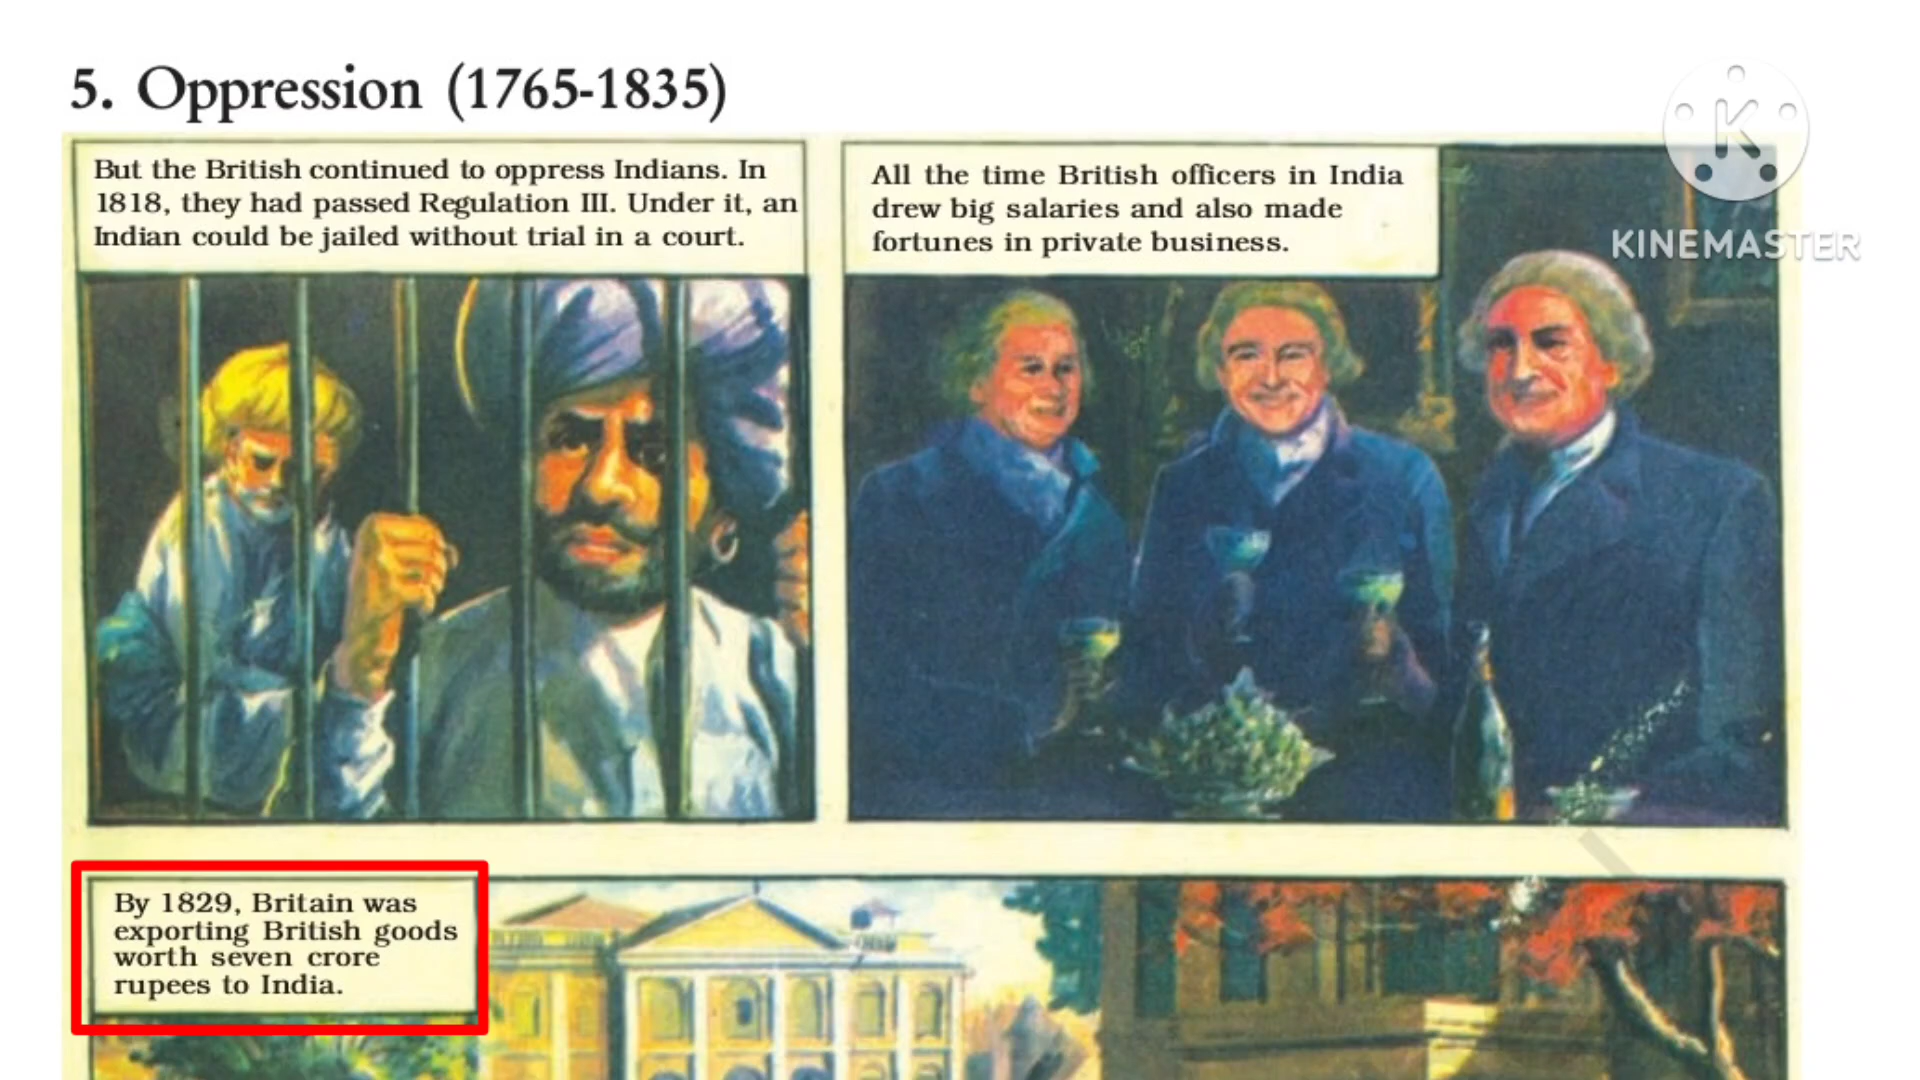 5. Oppression (1765-1835)
But the British continued to oppress Indians. In
1818, they had passed Regulation III. Under it, an
Indian could be jailed without trial in a court.
All the time British officers in India
drew big salaries and also made
fortunes in private business.
K
KINEMASTER
By 1829, Britain was
exporting British goods
worth seven crore
rupees to India.